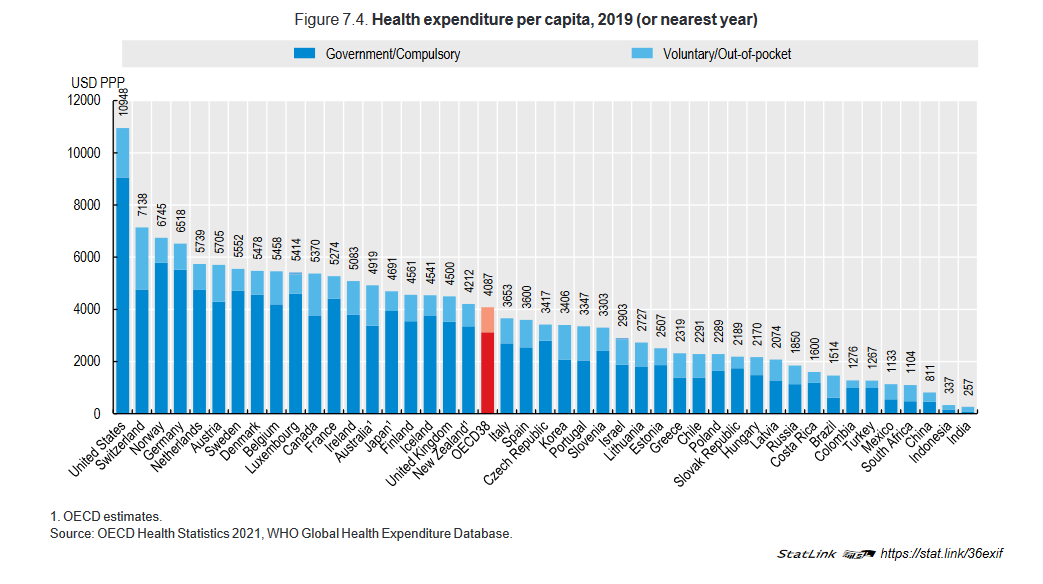 Figure 7.4. Health expenditure per capita, 2019 (or nearest year)
Government/Compulsory
Voluntary/Out-of-pocket
USD PPP
12000
10000
8000
6000
4000
2000
0
10948
7138
6745
6518
5739
5705
5552
5478
5458
5414
5370
5274
5083
4919
4691
4561
4541
4500
4212
4087
3653
3600
3417
3406
3347
3303
2903
2727
2507
2319
2291
2289
2189
2170
2074
1850
1600
1514
1276
1267
1133
1104
811
337
257
United States
Switzerland
Norway
Germany
Netherlands
Austria
Sweden
Denmark
Belgium
Luxembourg
Canada
France
Ireland
Australia¹
Japan¹
Finland
Iceland
United Kingdom
New Zealand¹
OECD38
Italy
Spain
Czech Republic
Korea
Portugal
Slovenia
Israel
Lithuania
Estonia
Greece
Chile
Poland
Slovak Republic
Hungary
Latvia
Russia
Costa Rica
Brazil
Colombia
Turkey
Mexico
South Africa
China
Indonesia
India
1. OECD estimates.
Source: OECD Health Statistics 2021, WHO Global Health Expenditure Database.
StatLink https://stat.link/36exif